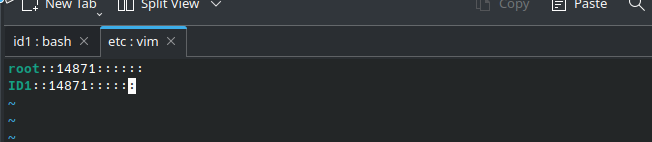 New Tab Split View Copy Paste
id1 : bash etc : vim
root::14871::::::
ID1::14871::::::
~
~
~